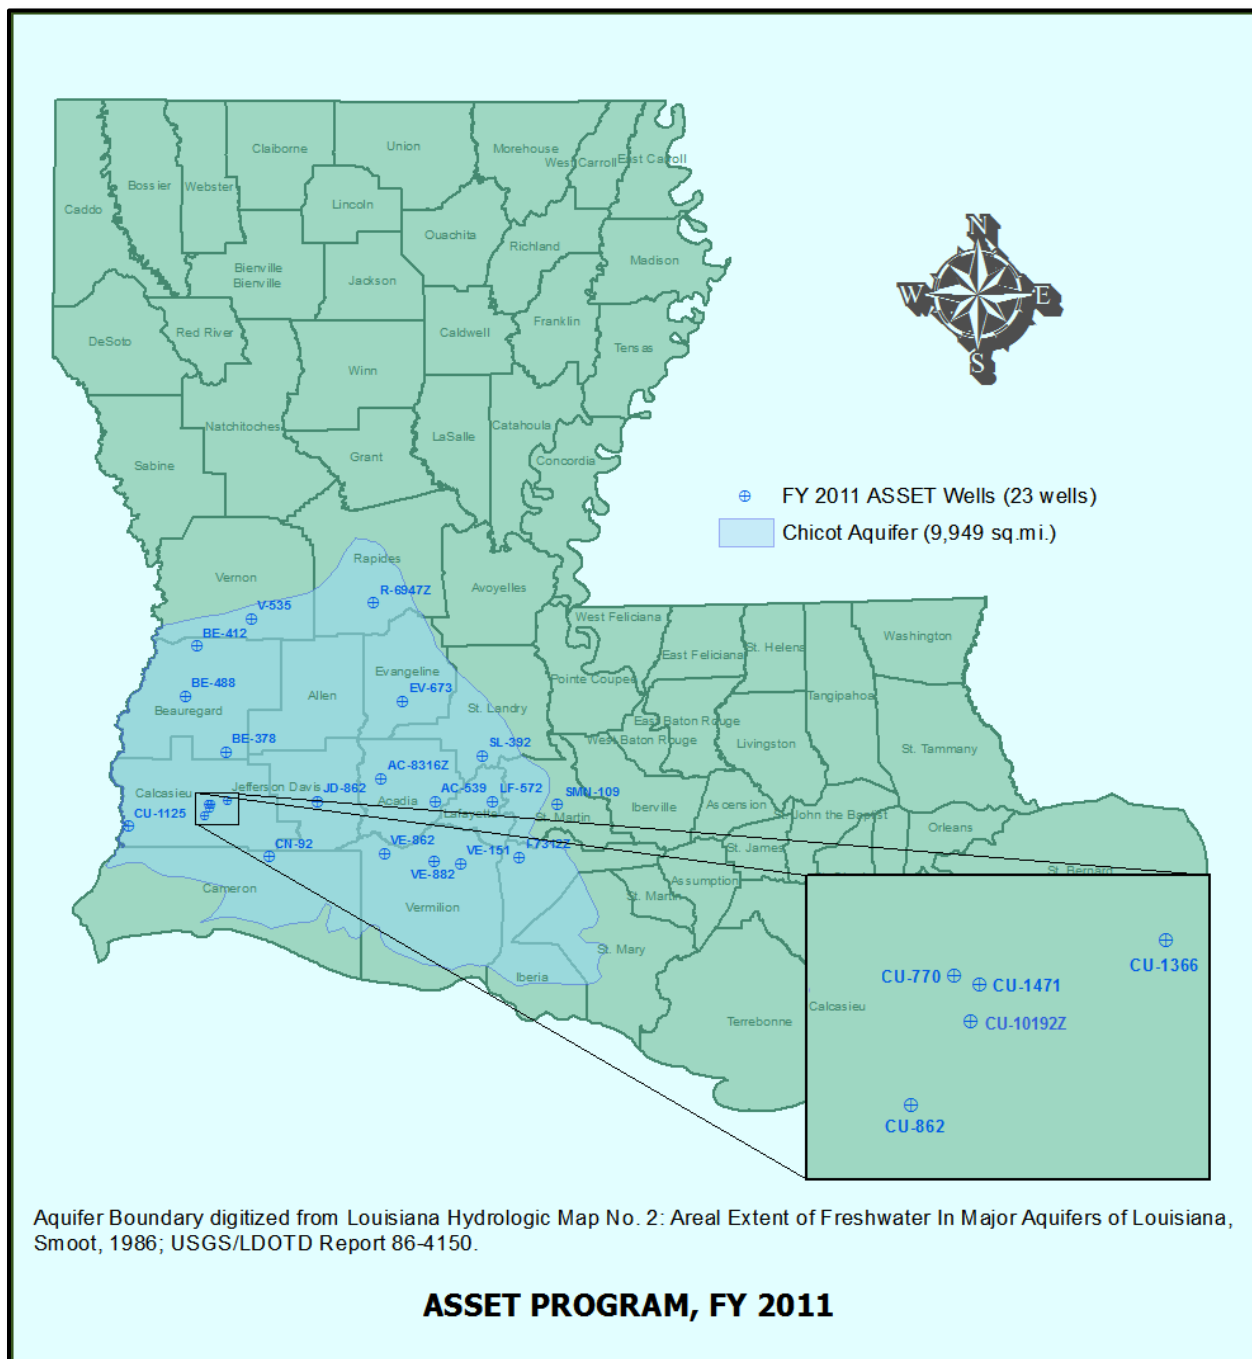 Claiborne
Union
Morehouse
West Carroll
East Carroll
Bossier
Webster
Caddo
Lincoln
Ouachita
Richland
Madison
Bienville
Bienville
Jackson
Franklin
Red River
Caldwell
DeSoto
Tensas
Winn
Natchitoches
LaSalle
Catahoula
Grant
Concordia
Sabine
N
W
E
S
FY 2011 ASSET Wells (23 wells)
Chicot Aquifer (9,949 sq.mi.)
Rapides
Vernon
Avoyelles
R-6947Z
V-535
BE-412
West Feliciana
Washington
East Feliciana
St. Helena
Evangeline
Pointe Coupee
BE-488
Allen
EV-673
Tangipahoa
Beauregard
St. Landry
East Baton Rouge
West Baton Rouge
Livingston
St. Tammany
BE-378
SL-392
AC-8316Z
Calcasieu
Jefferson Davis
JD-862
Acadia
AC-539
LF-572
SMN-109
CU-1125
Lafayette
St. Martin
Iberville
Ascension
St. John the Baptist
Orleans
St. James
CN-92
VE-862
VE-882
VE-151
I-7312Z
St. Bernard
Cameron
Vermilion
Assumption
St. Martin
St. Mary
Iberia
Terrebonne
CU-1366
CU-770
CU-1471
Calcasieu
CU-10192Z
CU-862
Aquifer Boundary digitized from Louisiana Hydrologic Map No. 2: Areal Extent of Freshwater In Major Aquifers of Louisiana,
Smoot, 1986; USGS/LDOTD Report 86-4150.
ASSET PROGRAM, FY 2011